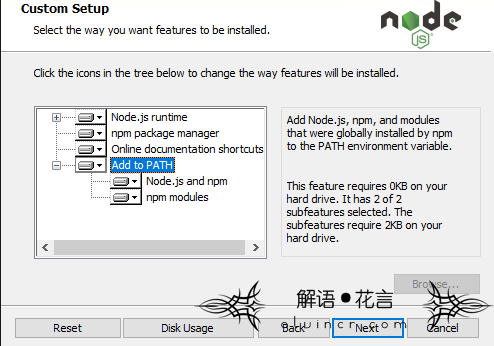 Custom Setup
Select the way you want features to be installed.
node
JS
Click the icons in the tree below to change the way features will be installed.
Node.js runtime
npm package manager
Online documentation shortcuts
Add to PATH
Node.js and npm
npm modules
Add Node.js, npm, and modules
that were globally installed by npm
to the PATH environment variable.
This feature requires 0KB on your
hard drive. It has 2 of 2
subfeatures selected. The
subfeatures require 2KB on your
hard drive.
Browse...
解语•花言
Reset
Disk Usage
Back
Next
Cancel